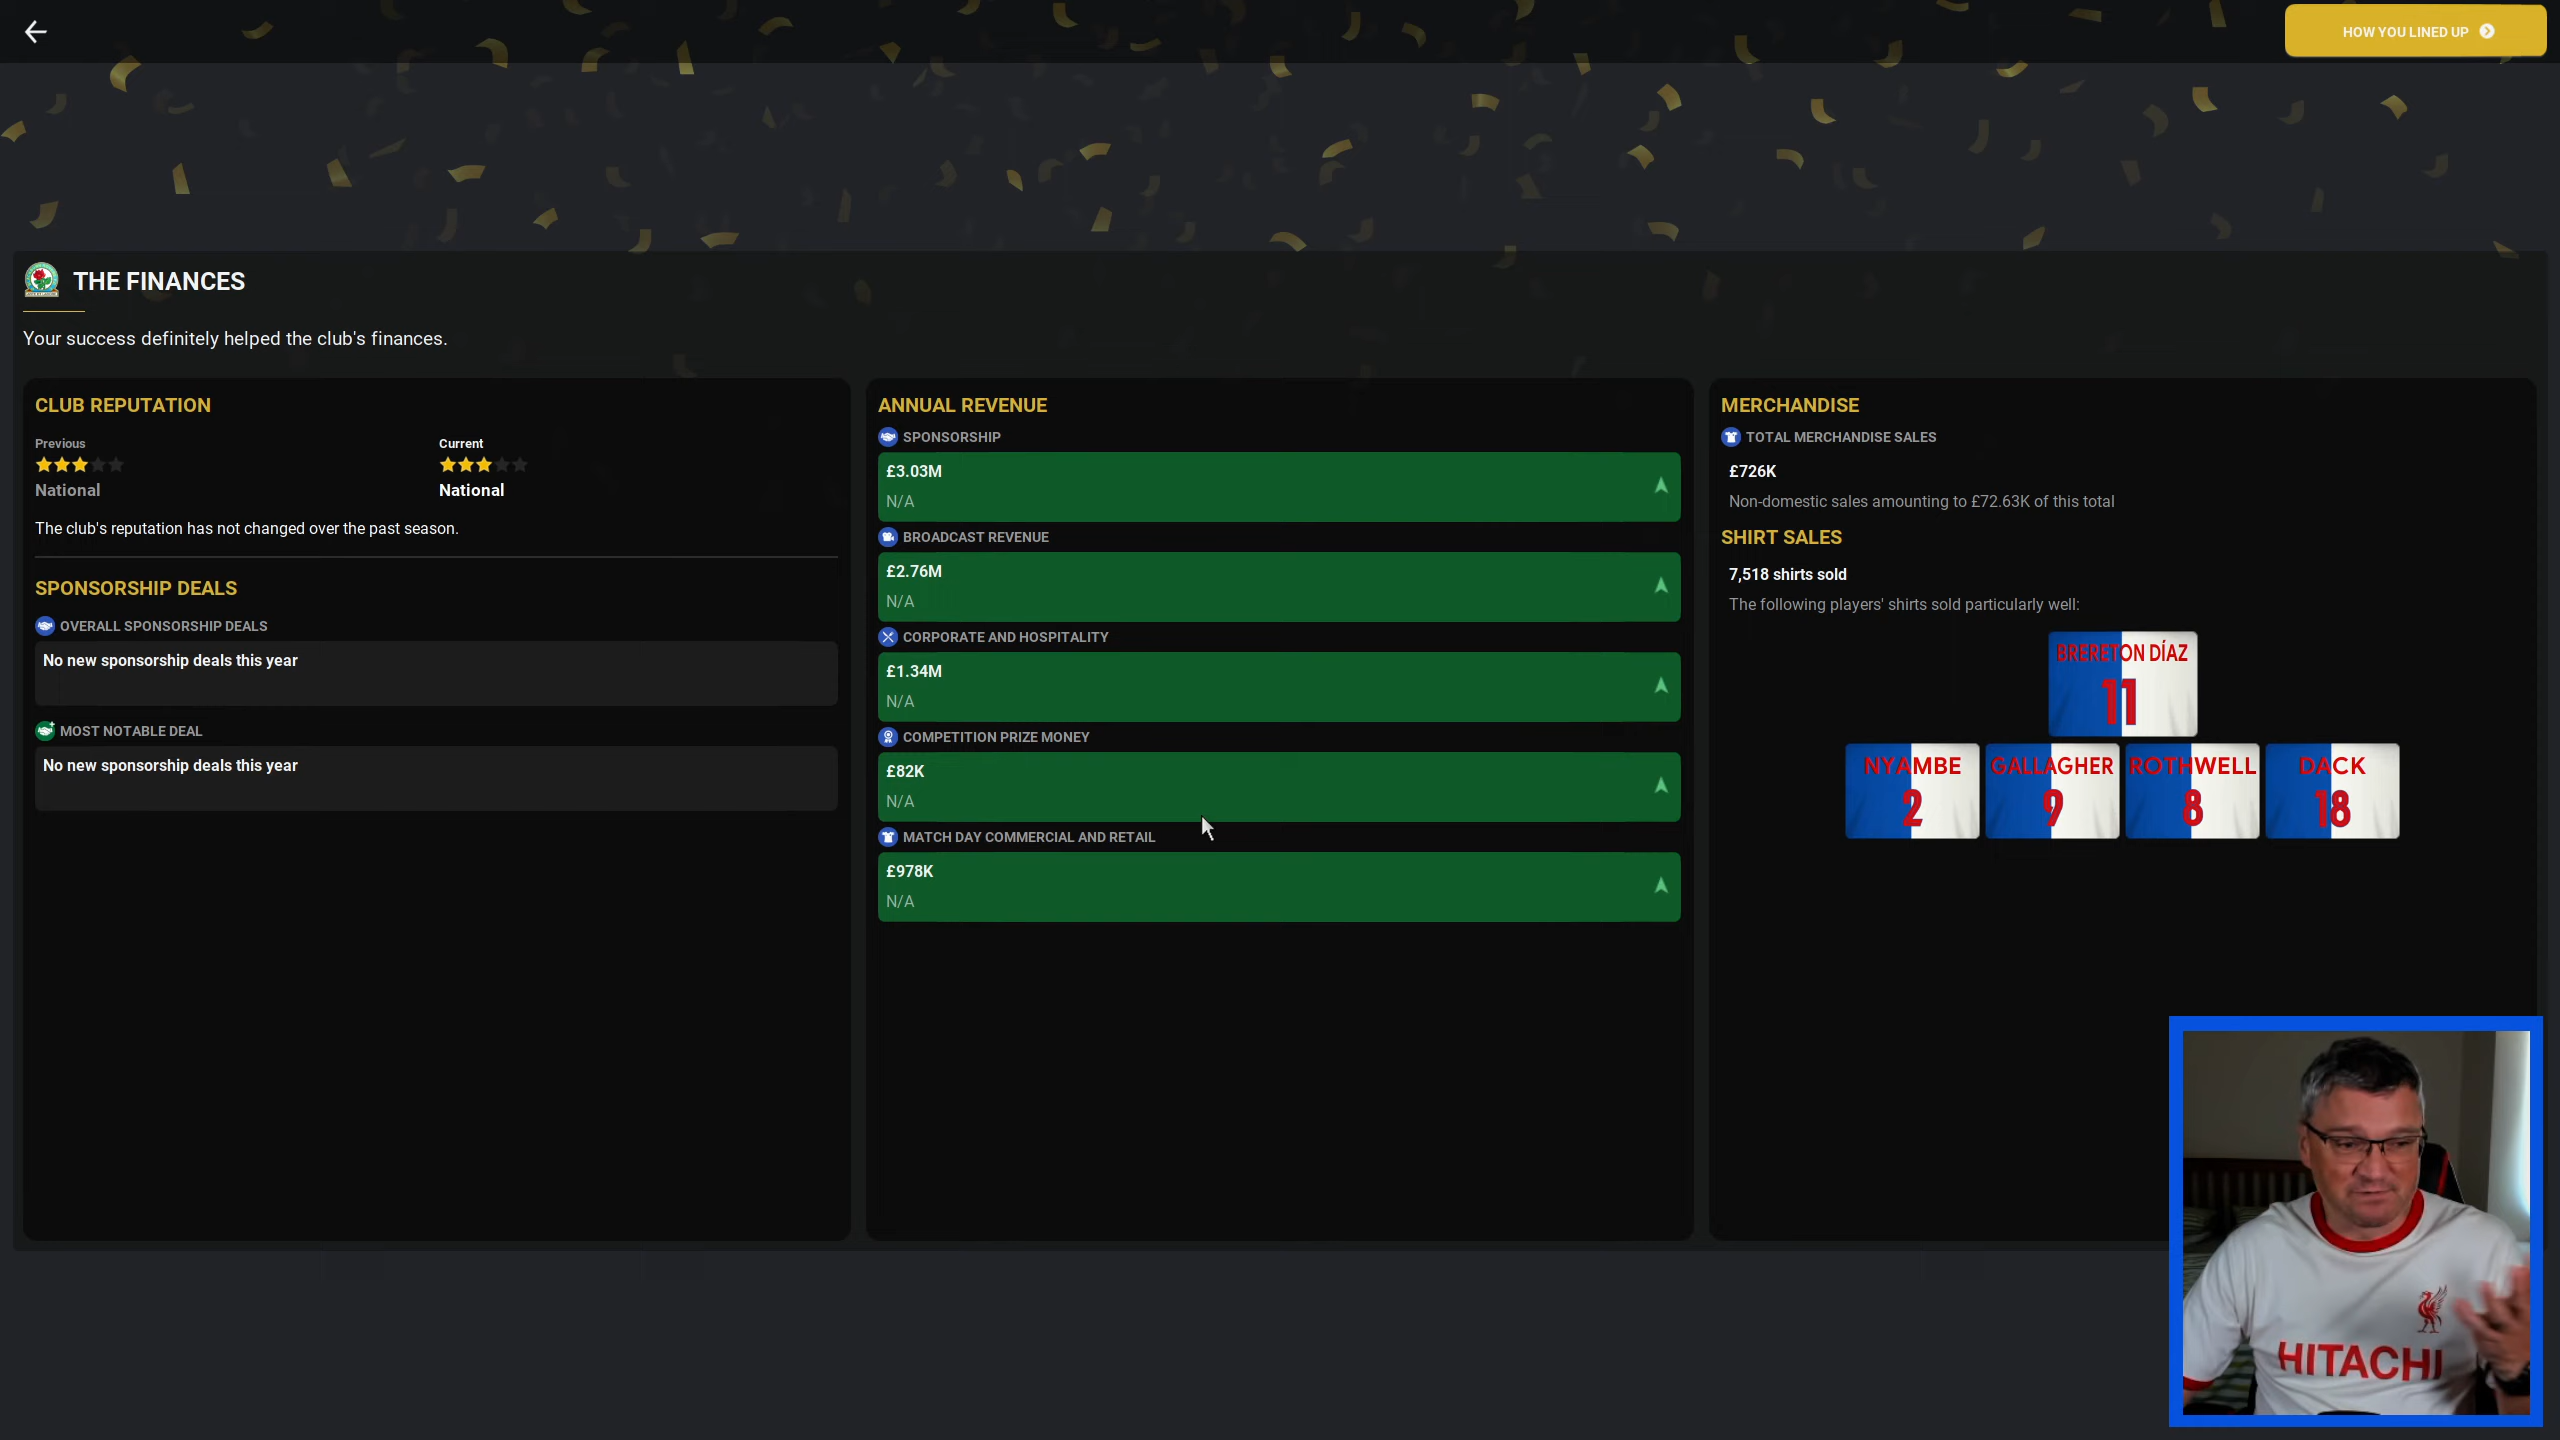 HOW YOU LINED UP
THE FINANCES
Your success definitely helped the club's finances.
CLUB REPUTATION
Previous
Current
National
National
The club's reputation has not changed over the past season.
SPONSORSHIP DEALS
OVERALL SPONSORSHIP DEALS
No new sponsorship deals this year
MOST NOTABLE DEAL
No new sponsorship deals this year
ANNUAL REVENUE
SPONSORSHIP
£3.03M
N/A
BROADCAST REVENUE
£2.76M
N/A
CORPORATE AND HOSPITALITY
£1.34M
N/A
COMPETITION PRIZE MONEY
£82K
N/A
MATCH DAY COMMERCIAL AND RETAIL
£978K
N/A
MERCHANDISE
TOTAL MERCHANDISE SALES
£726K
Non-domestic sales amounting to £72.63K of this total
SHIRT SALES
7,518 shirts sold
The following players' shirts sold particularly well:
BRERETON DÍAZ
11
NYAMBE
2
GALLAGHER
9
ROTHWELL
8
DACK
18
HITACHI